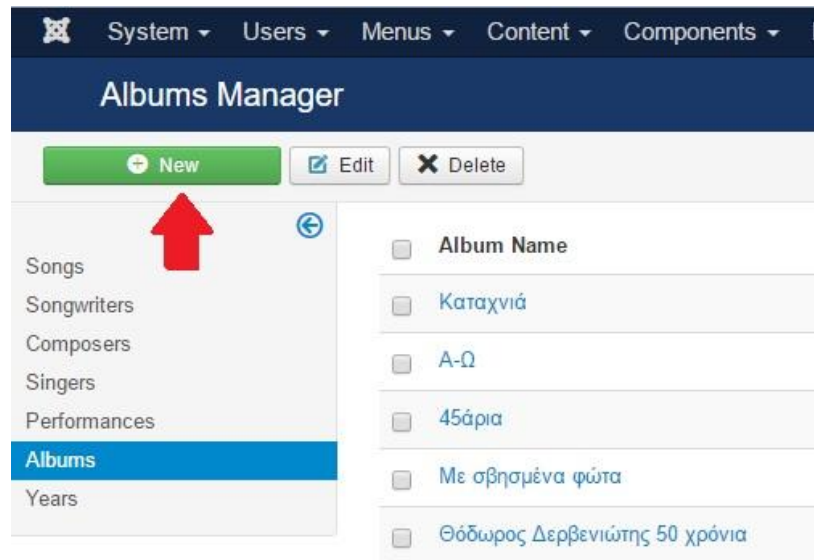 System Users Menus Content Components
Albums Manager
New Edit Delete
Songs
Songwriters
Composers
Singers
Performances
Albums
Years
Album Name
Καταχνιά
Α-Ω
45άρια
Με σβησμένα φώτα
Θόδωρος Δερβενιώτης 50 χρόνια